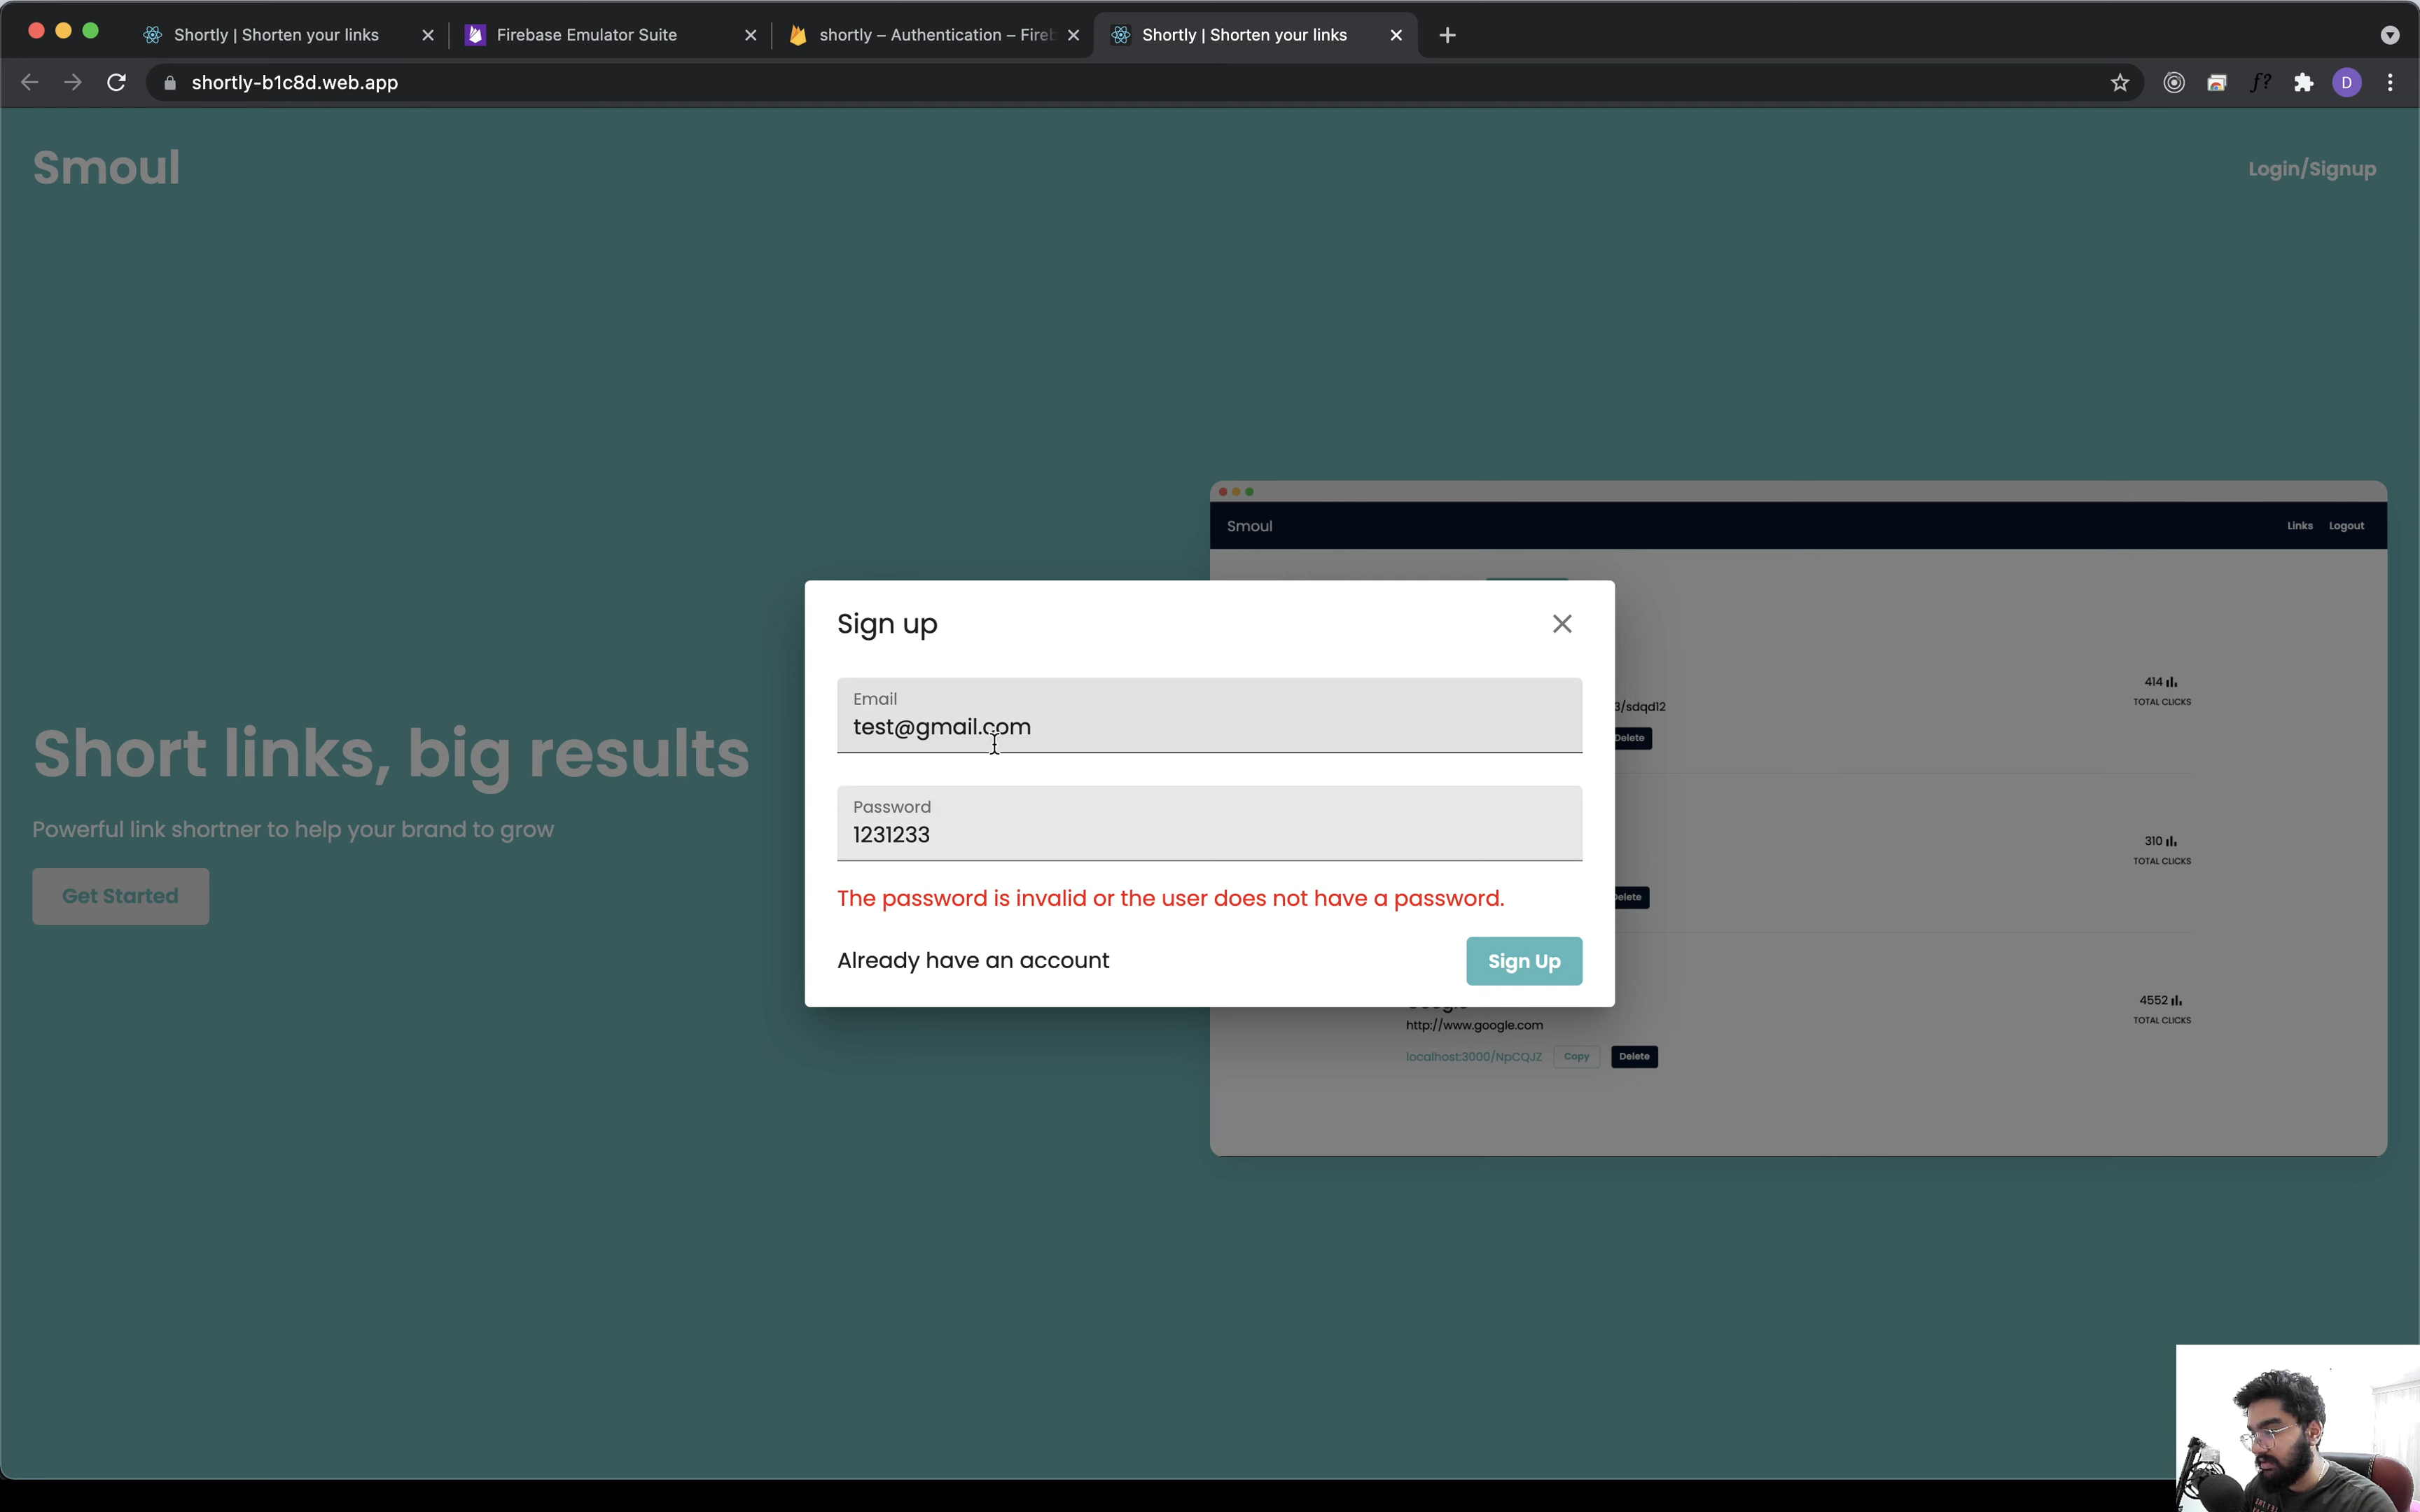 Shortly | Shorten your links
Firebase Emulator Suite
shortly – Authentication – Fireb
Shortly | Shorten your links
shortly-b1c8d.web.app
f?
D
Smoul
Login/Signup
Smoul
Links
Logout
Sign up
Email
test@gmail.com
414
TOTAL CLICKS
3/sdqd12
Delete
Short links, big results
Password
1231233
Powerful link shortner to help your brand to grow
310
TOTAL CLICKS
Get Started
The password is invalid or the user does not have a password.
Delete
Already have an account
Sign Up
4552
TOTAL CLICKS
http://www.google.com
localhost:3000/NpCQJZ
Copy
Delete